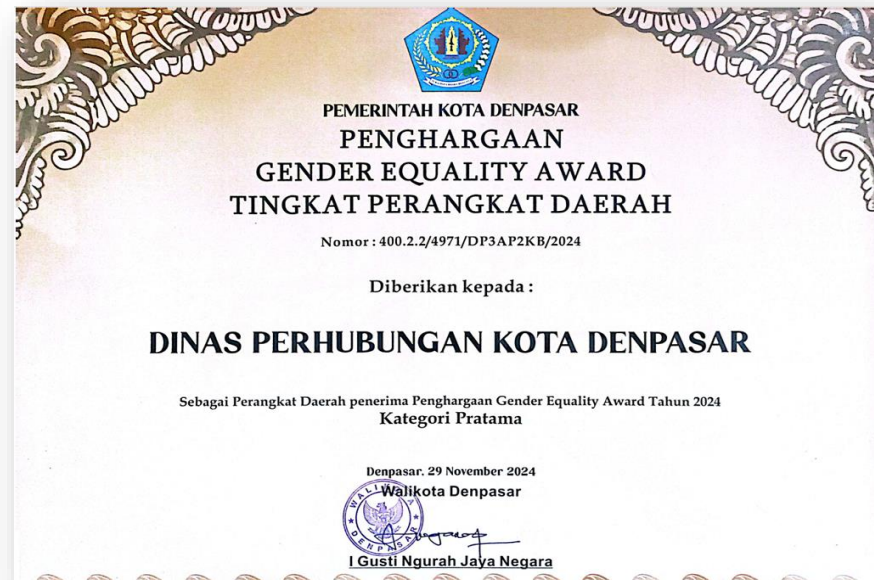 PEMERINTAH KOTA DENPASAR
PENGHARGAAN
GENDER EQUALITY AWARD
TINGKAT PERANGKAT DAERAH
Nomor : 400.2.2/4971/DP3AP2KB/2024
Diberikan kepada :
DINAS PERHUBUNGAN KOTA DENPASAR
Sebagai Perangkat Daerah penerima Penghargaan Gender Equality Award Tahun 2024
Kategori Pratama
Denpasar. 29 November 2024
Walikota Denpasar
WALIKOTA
DENPASAR
I Gusti Ngurah Jaya Negara